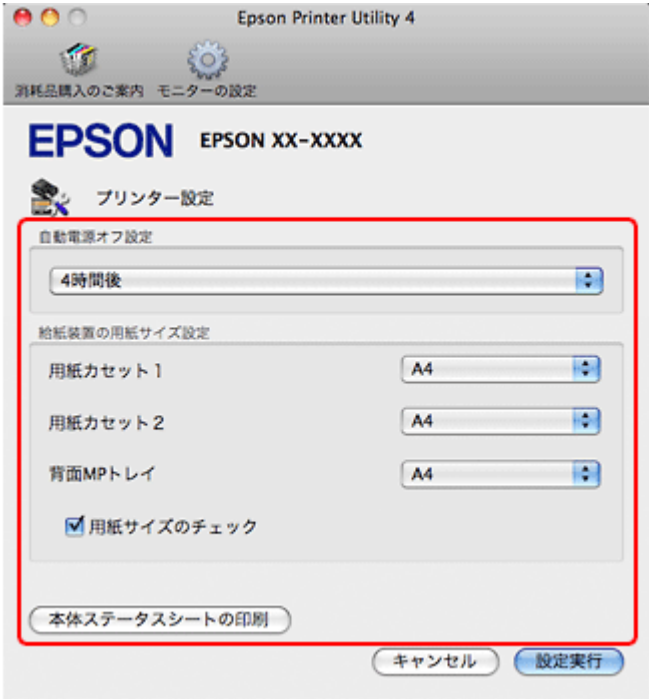 Epson Printer Utility 4
消耗品購入のご案内 モニターの設定
EPSON EPSON XX-XXXX
プリンター設定
自動電源オフ設定
4時間後
給紙装置の用紙サイズ設定
用紙カセット1 A4
用紙カセット2 A4
背面MPトレイ A4
用紙サイズのチェック
本体ステータスシートの印刷
キャンセル 設定実行